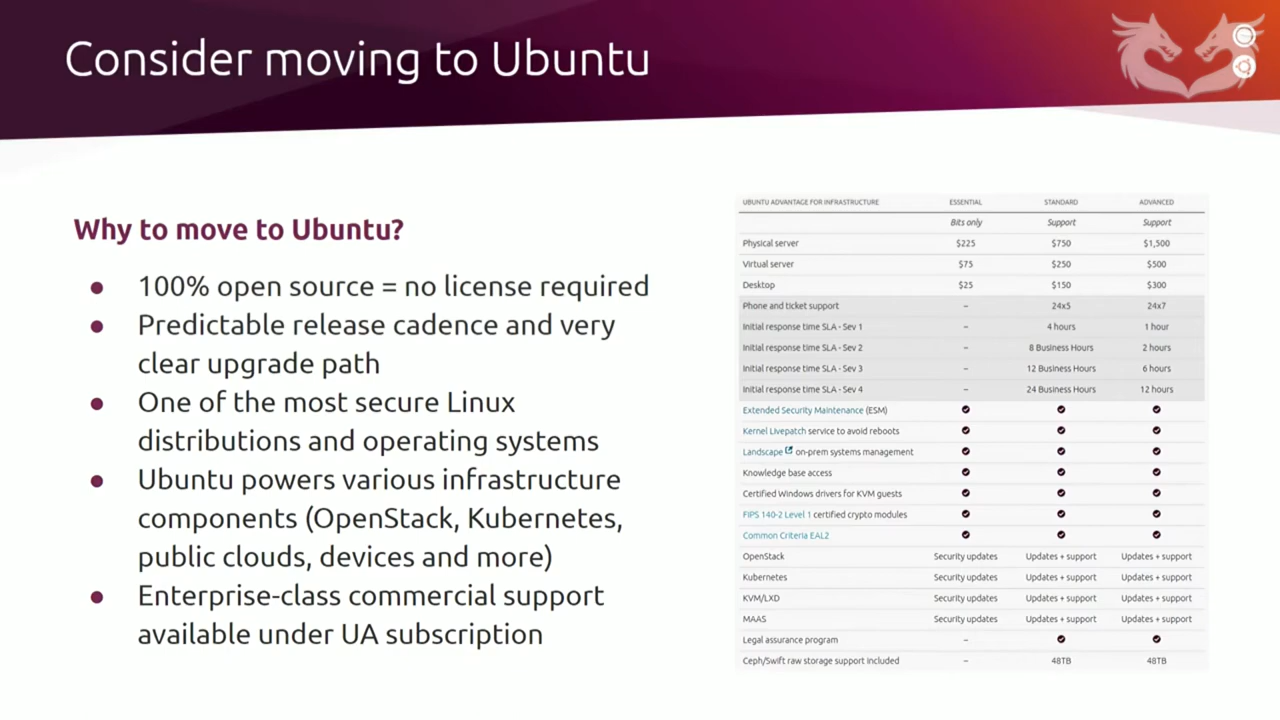 Consider moving to Ubuntu
Why to move to Ubuntu?
● 100% open source = no license required
● Predictable release cadence and very
clear upgrade path
● One of the most secure Linux
distributions and operating systems
● Ubuntu powers various infrastructure
components (OpenStack, Kubernetes,
public clouds, devices and more)
● Enterprise-class commercial support
available under UA subscription
UBUNTU ADVANTAGE FOR INFRASTRUCTURE ESSENTIAL STANDARD ADVANCED
Bits only Support Support
Physical server $225 $750 $1,500
Virtual server $75 $250 $500
Desktop $25 $150 $300
Phone and ticket support – 24x5 24x7
Initial response time SLA - Sev 1 – 4 hours 1 hour
Initial response time SLA - Sev 2 – 8 Business Hours 2 hours
Initial response time SLA - Sev 3 – 12 Business Hours 6 hours
Initial response time SLA - Sev 4 – 24 Business Hours 12 hours
Extended Security Maintenance (ESM)
Kernel Livepatch service to avoid reboots
Landscape on-prem systems management
Knowledge base access
Certified Windows drivers for KVM guests
FIPS 140-2 Level 1 certified crypto modules
Common Criteria EAL2
OpenStack Security updates Updates + support Updates + support
Kubernetes Security updates Updates + support Updates + support
KVM/LXD Security updates Updates + support Updates + support
MAAS Security updates Updates + support Updates + support
Legal assurance program –
Ceph/Swift raw storage support included – 48TB 48TB